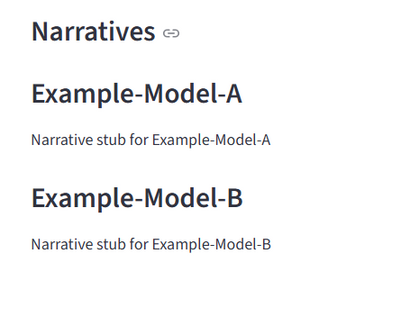 Narratives
Example-Model-A
Narrative stub for Example-Model-A
Example-Model-B
Narrative stub for Example-Model-B